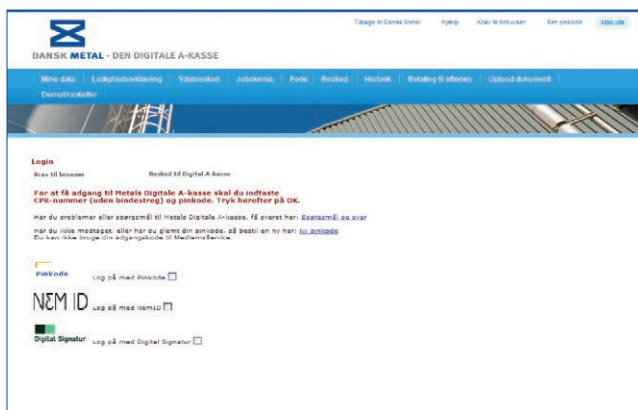 Tilbage til Dansk Metal Hjælp Krav til browser Bet pinkode LOG UD
DANSK METAL - DEN DIGITALE A-KASSE
Mine data Ledighedserklæring Ydelseskort Jobskema Ferie Besked Historik Betaling til efterløn Upload dokument
Demoblanketter
Login
Krav til browser Besked til Digital A-kasse
For at få adgang til Metals Digitale A-kasse skal du indtaste
CPR-nummer (uden bindestreg) og pinkode. Tryk herefter på OK.
Har du problemer eller spørgsmål til Metals Digitale A-kasse, få svaret her: Spørgsmål og svar
Har du ikke modtaget, eller har du glemt din pinkode, så bestil en ny her: Ny pinkode
Du kan ikke bruge din adgangskode til MedlemsService.
Pinkode Log på med Pinkode
NEM ID Log på med NemID
Digital Signatur Log på med Digital Signatur